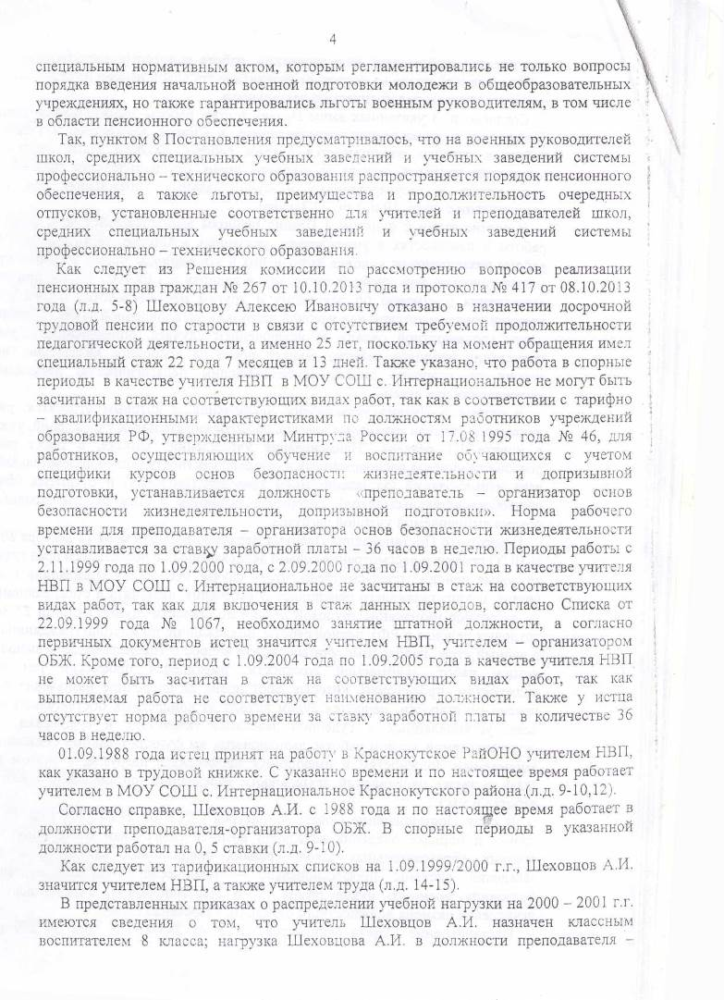 4
специальным нормативным актом, которым регламентировались не только вопросы
порядка введения начальной военной подготовки молодежи в общеобразовательных
учреждениях, но также гарантировались льготы военным руководителям, в том числе
в области пенсионного обеспечения.
Так, пунктом 8 Постановления предусматривалось, что на военных руководителей
школ, средних специальных учебных заведений и учебных заведений системы
профессионально – технического образования распространяется порядок пенсионного
обеспечения, а также льготы, преимущества и продолжительность очередных
отпусков, установленные соответственно для учителей и преподавателей школ,
средних специальных учебных заведений и учебных заведений системы
профессионально – технического образования.
Как следует из Решения комиссии по рассмотрению вопросов реализации
пенсионных прав граждан № 267 от 10.10.2013 года и протокола № 417 от 08.10.2013
года (л.д. 5-8) Шеховцову Алексею Ивановичу отказано в назначении досрочной
трудовой пенсии по старости в связи с отсутствием требуемой продолжительности
педагогической деятельности, а именно 25 лет, поскольку на момент обращения имел
специальный стаж 22 года 7 месяцев и 13 дней. Также указано, что работа в спорные
периоды в качестве учителя НВП в МОУ СОШ с. Интернациональное не могут быть
засчитаны в стаж на соответствующих видах работ, так как в соответствии с тарифно
– квалификационными характеристиками по должностям работников учреждений
образования РФ, утвержденными Минтруда России от 17.08 1995 года № 46, для
работников, осуществляющих обучение и воспитание обучающихся с учетом
специфики курсов основ безопасности жизнедеятельности и допризывной
подготовки, устанавливается должность «преподаватель – организатор основ
безопасности жизнедеятельности, допризывной подготовки». Норма рабочего
времени для преподавателя – организатора основ безопасности жизнедеятельности
устанавливается за ставку заработной платы – 36 часов в неделю. Периоды работы с
2.11.1999 года по 1.09.2000 года, с 2.09.2000 года по 1.09.2001 года в качестве учителя
НВП в МОУ СОШ с. Интернациональное не засчитаны в стаж на соответствующих
видах работ, так как для включения в стаж данных периодов, согласно Списка от
22.09.1999 года № 1067, необходимо занятие штатной должности, а согласно
первичных документов истец значится учителем НВП, учителем – организатором
ОБЖ. Кроме того, период с 1.09.2004 года по 1.09.2005 года в качестве учителя НВП
не может быть засчитан в стаж на соответствующих видах работ, так как
выполняемая работа не соответствует наименованию должности. Также у истца
отсутствует норма рабочего времени за ставку заработной платы в количестве 36
часов в неделю.
01.09.1988 года истец принят на работу в Краснокутское РайОНО учителем НВП,
как указано в трудовой книжке. С указанно времени и по настоящее время работает
учителем в МОУ СОШ с. Интернациональное Краснокутского района.(л.д. 9-10,12).
Согласно справке, Шеховцов А.И. с 1988 года и по настоящее время работает в
должности преподавателя-организатора ОБЖ. В спорные периоды в указанной
должности работал на 0, 5 ставки (л.д. 9-10).
Как следует из тарификационных списков на 1.09.1999/2000 г.г., Шеховцов А.И.
значится учителем НВП, а также учителем труда (л.д. 14-15).
В представленных приказах о распределении учебной нагрузки на 2000 – 2001 г.г.
имеются сведения о том, что учитель Шеховцов А.И. назначен классным
воспитателем 8 класса; нагрузка Шеховцова А.И. в должности преподавателя –